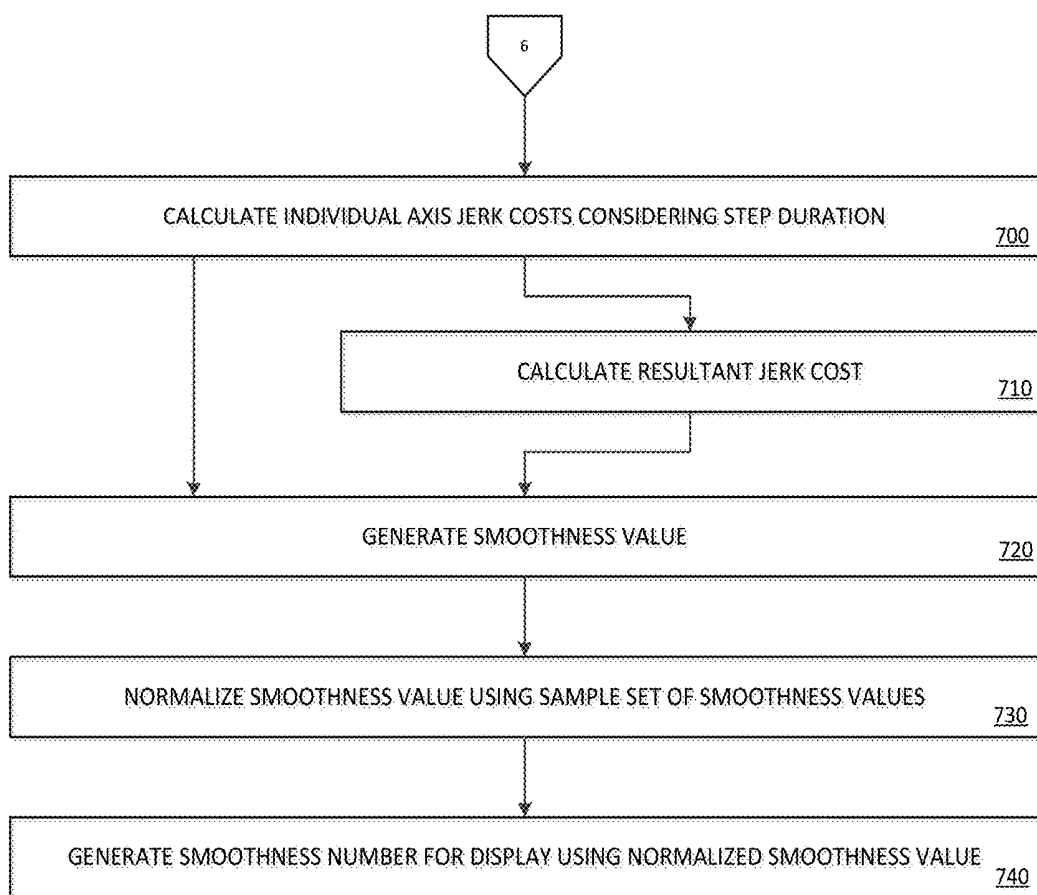 6
CALCULATE INDIVIDUAL AXIS JERK COSTS CONSIDERING STEP DURATION
700
CALCULATE RESULTANT JERK COST
710
GENERATE SMOOTHNESS VALUE
720
NORMALIZE SMOOTHNESS VALUE USING SAMPLE SET OF SMOOTHNESS VALUES
730
GENERATE SMOOTHNESS NUMBER FOR DISPLAY USING NORMALIZED SMOOTHNESS VALUE
740